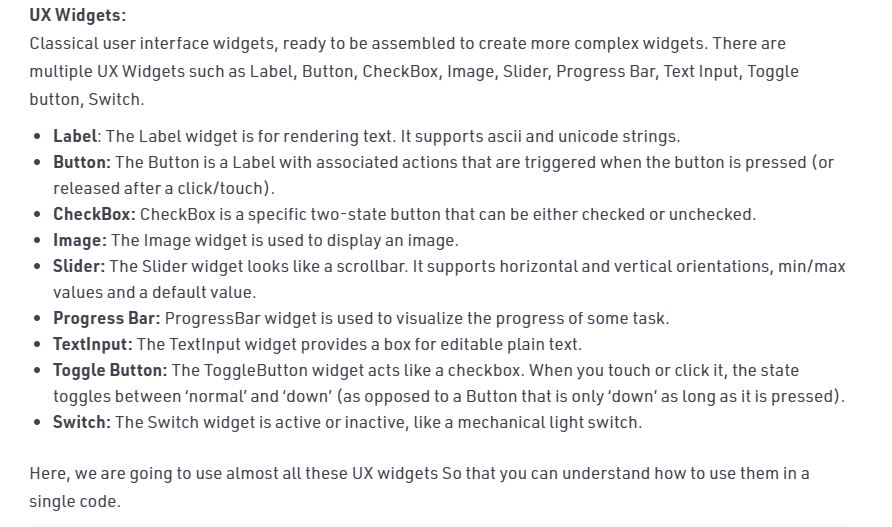 UX Widgets:
Classical user interface widgets, ready to be assembled to create more complex widgets. There are
multiple UX Widgets such as Label, Button, CheckBox, Image, Slider, Progress Bar, Text Input, Toggle
button, Switch.
• Label: The Label widget is for rendering text. It supports ascii and unicode strings.
• Button: The Button is a Label with associated actions that are triggered when the button is pressed (or
released after a click/touch).
• CheckBox: CheckBox is a specific two-state button that can be either checked or unchecked.
• Image: The Image widget is used to display an image.
• Slider: The Slider widget looks like a scrollbar. It supports horizontal and vertical orientations, min/max
values and a default value.
• Progress Bar: ProgressBar widget is used to visualize the progress of some task.
• TextInput: The TextInput widget provides a box for editable plain text.
• Toggle Button: The ToggleButton widget acts like a checkbox. When you touch or click it, the state
toggles between ‘normal’ and ‘down’ (as opposed to a Button that is only ‘down’ as long as it is pressed).
• Switch: The Switch widget is active or inactive, like a mechanical light switch.
Here, we are going to use almost all these UX widgets So that you can understand how to use them in a
single code.